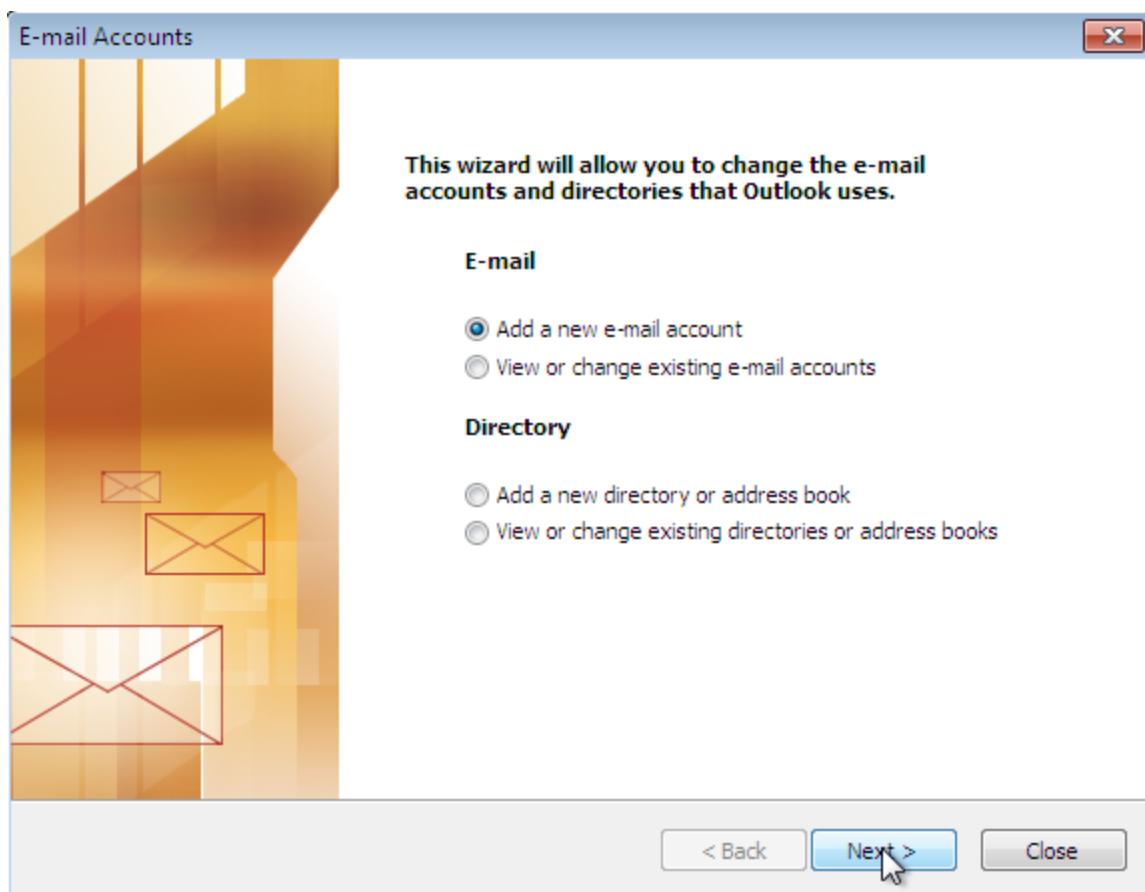 E-mail Accounts
This wizard will allow you to change the e-mail
accounts and directories that Outlook uses.
E-mail
Add a new e-mail account
View or change existing e-mail accounts
Directory
Add a new directory or address book
View or change existing directories or address books
< Back
Next >
Close